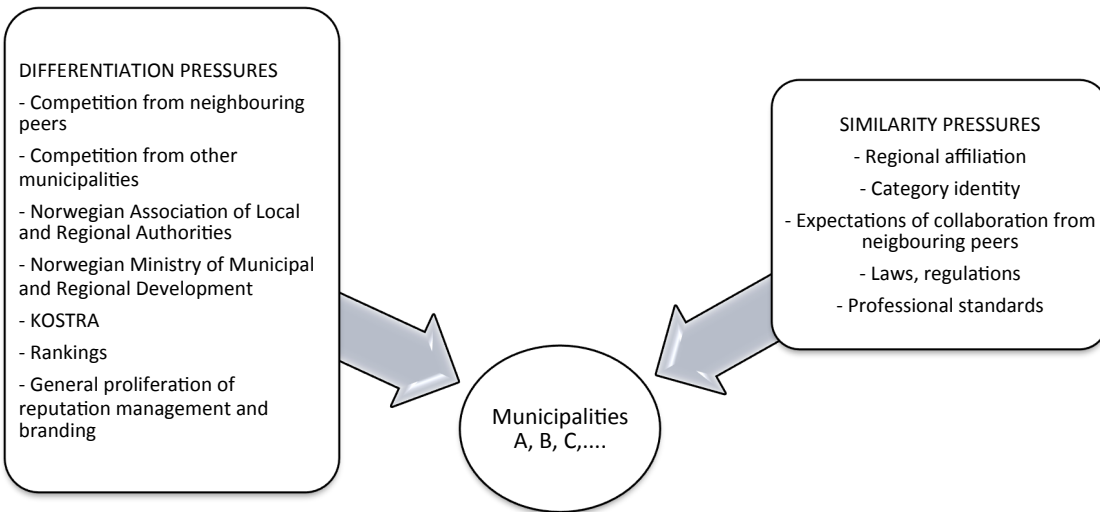 DIFFERENTIATION PRESSURES
- Competition from neighbouring
peers
- Competition from other
municipalities
- Norwegian Association of Local
and Regional Authorities
- Norwegian Ministry of Municipal
and Regional Development
- KOSTRA
- Rankings
- General proliferation of
reputation management and
branding
SIMILARITY PRESSURES
- Regional affiliation
- Category identity
- Expectations of collaboration from
neigbouring peers
- Laws, regulations
- Professional standards
Municipalities
A, B, C,....